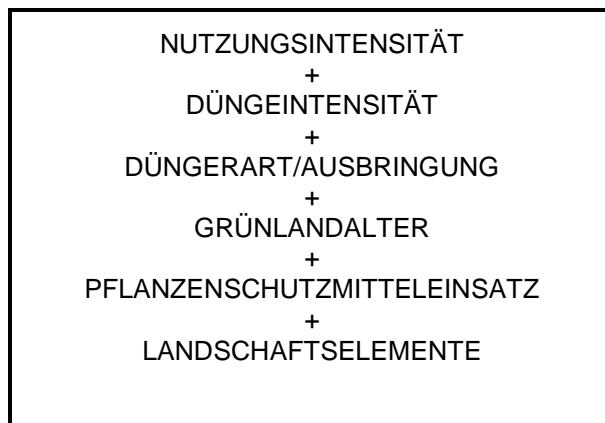 NUTZUNGSINTENSITÄT
+
DÜNGEINTENSITÄT
+
DÜNGERART/AUSBRINGUNG
+
GRÜNLANDALTER
+
PFLANZENSCHUTZMITTELEINSATZ
+
LANDSCHAFTSELEMENTE